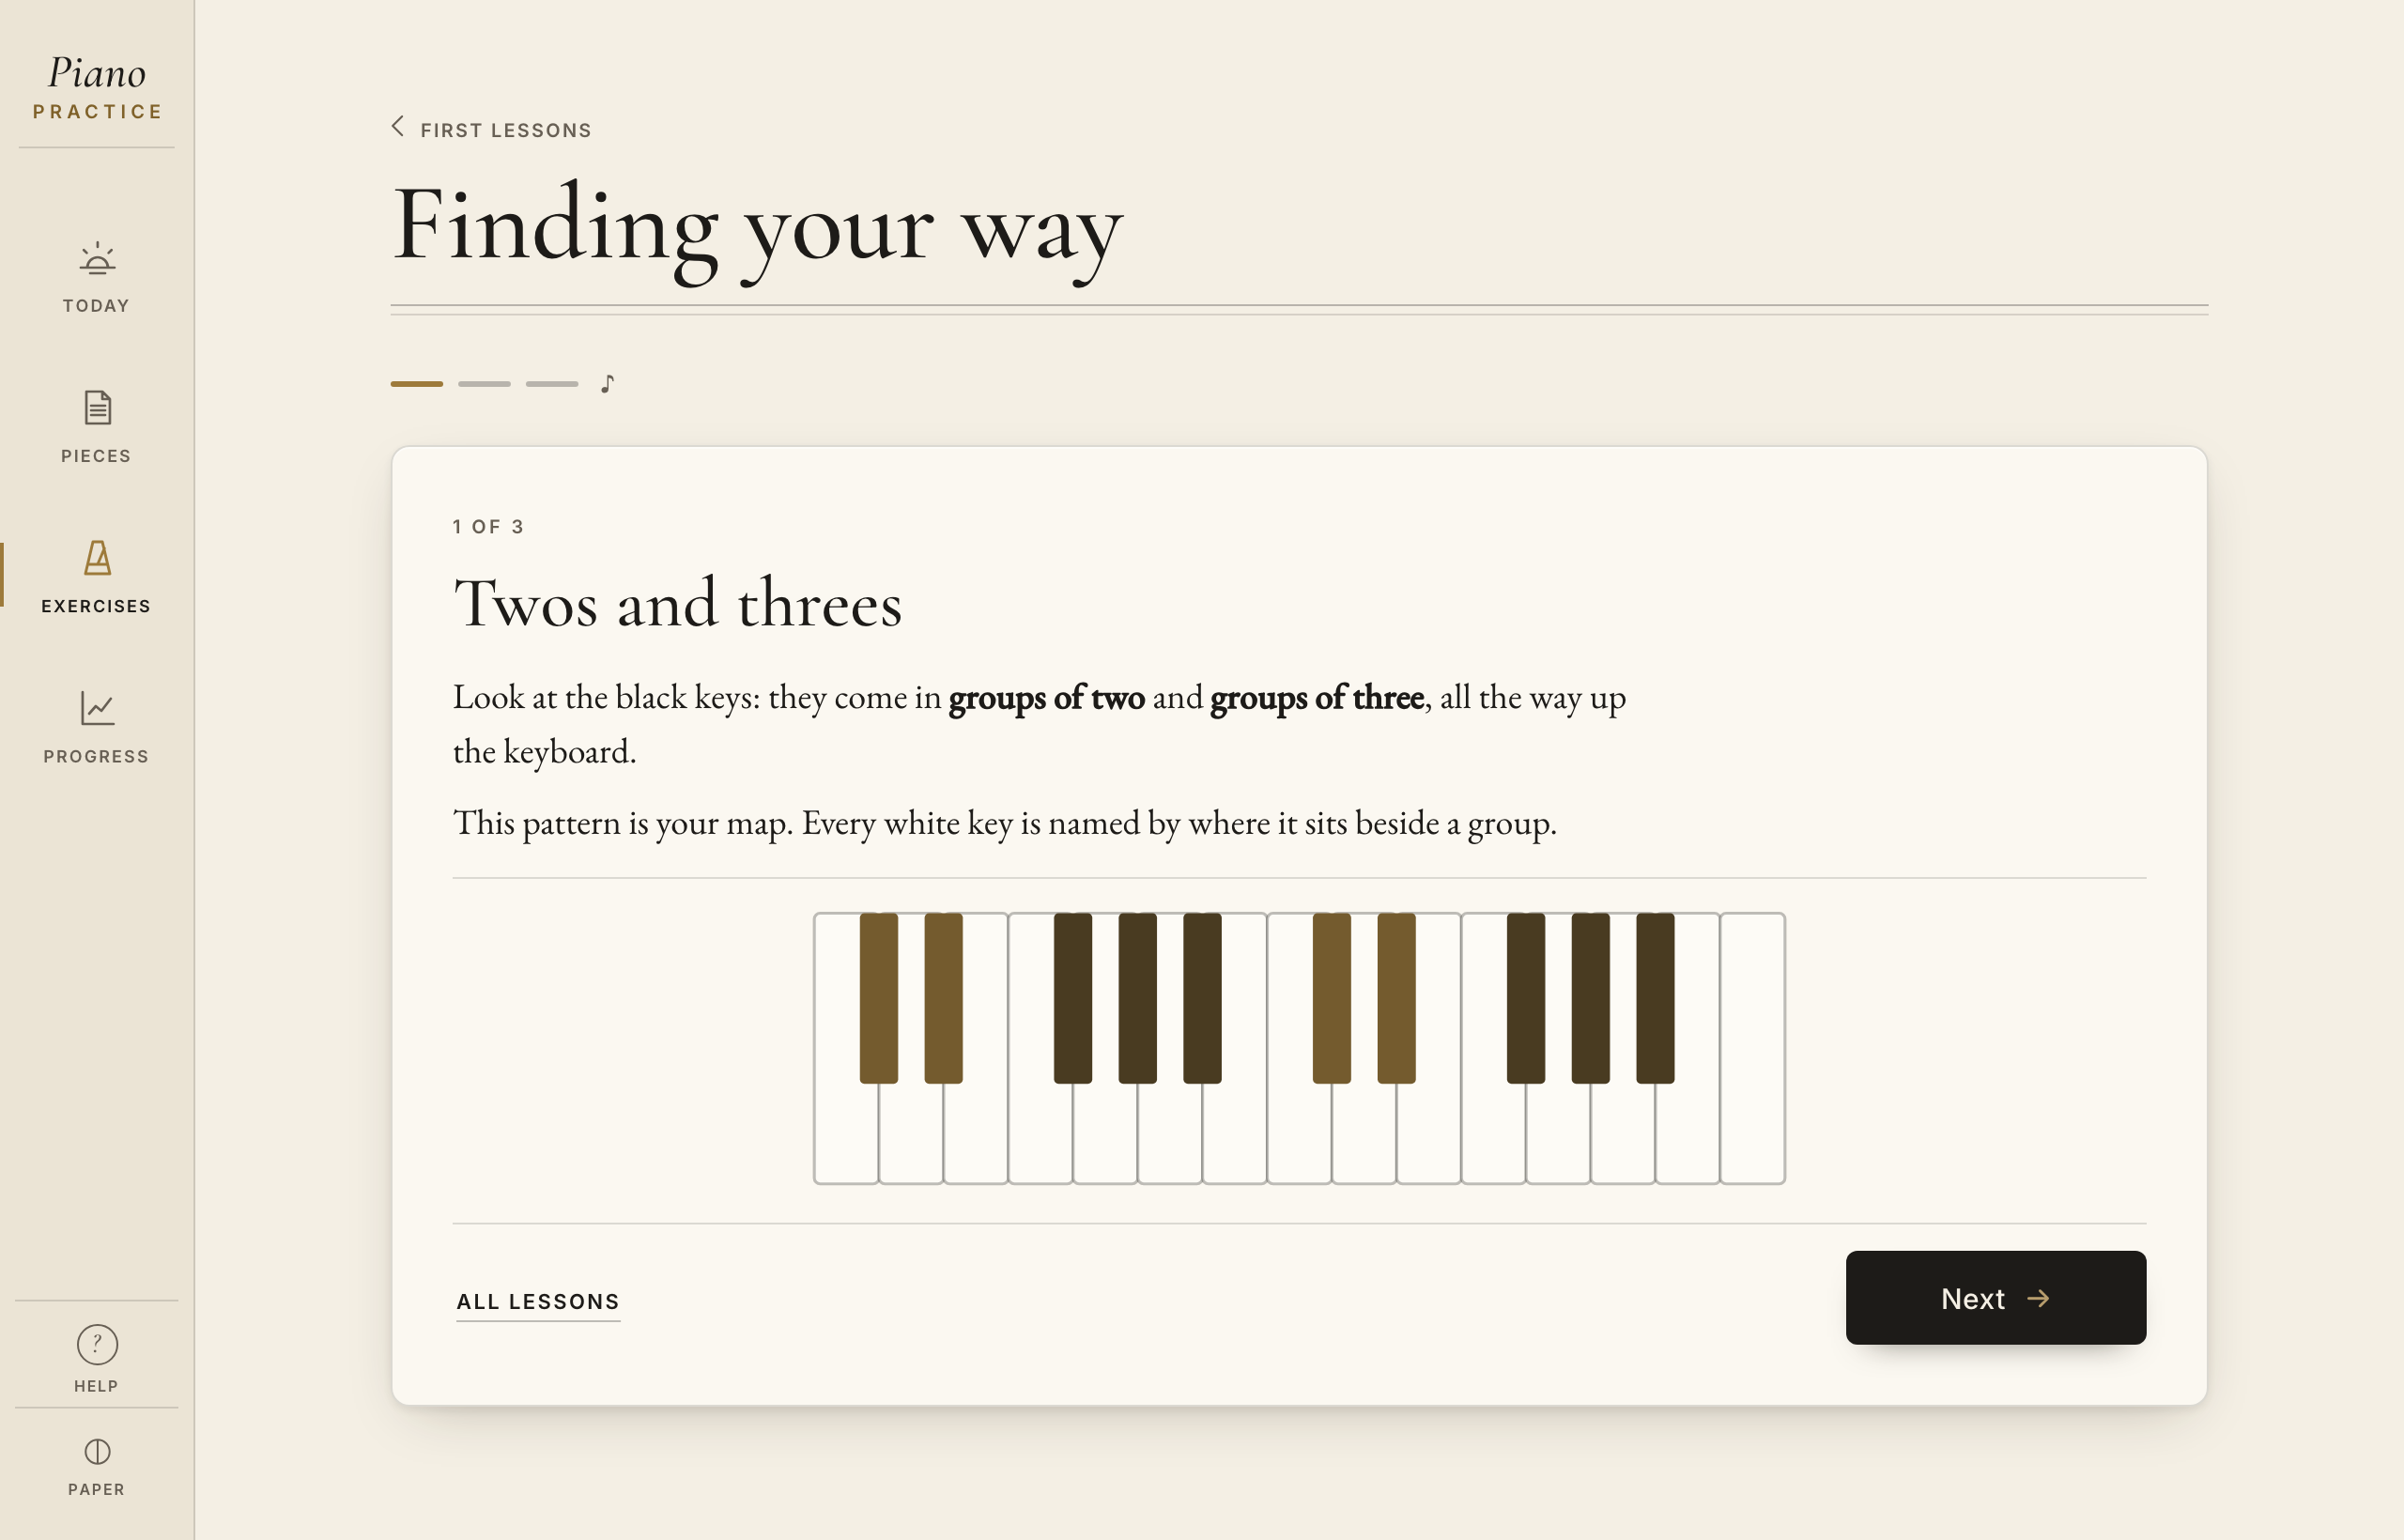 Piano
PRACTICE
TODAY
PIECES
EXERCISES
PROGRESS
?
HELP
PAPER
FIRST LESSONS
Finding your way
1 OF 3
Twos and threes
Look at the black keys: they come in groups of two and groups of three, all the way up
the keyboard.
This pattern is your map. Every white key is named by where it sits beside a group.
ALL LESSONS
Next